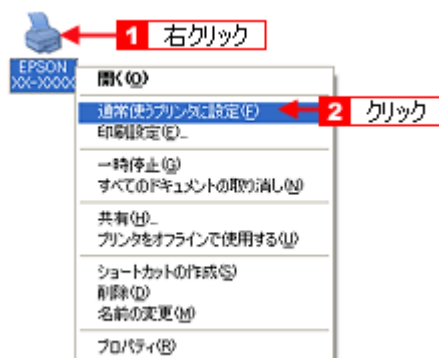 1 右クリック
EPSON
XX-XXXX
開く(O)
通常使うプリンタに設定(F)
2 クリック
印刷設定(E)...
一時停止(G)
すべてのドキュメントの取り消し(N)
共有(H)...
プリンタをオフラインで使用する(U)
ショートカットの作成(S)
削除(D)
名前の変更(M)
プロパティ(R)